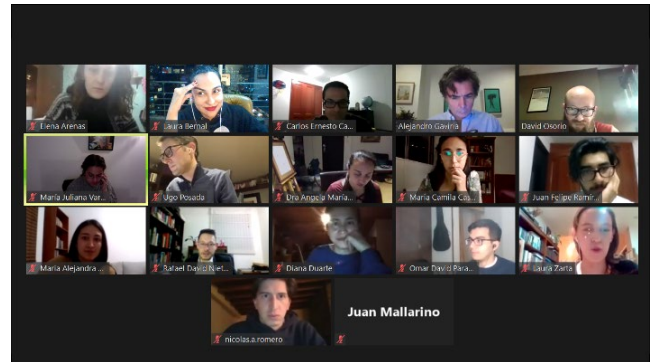 Elena Arenas
Laura Bernal
Carlos Ernesto Ca...
Alejandro Gaviria
David Osorio
María Juliana Var...
Ugo Posada
Dra Angela María...
María Camila Cas...
Juan Felipe Ramír...
Maria Alejandra ...
Rafael David Niet...
Diana Duarte
Omar David Para...
Laura Zarta
nicolas.a.romero
Juan Mallarino